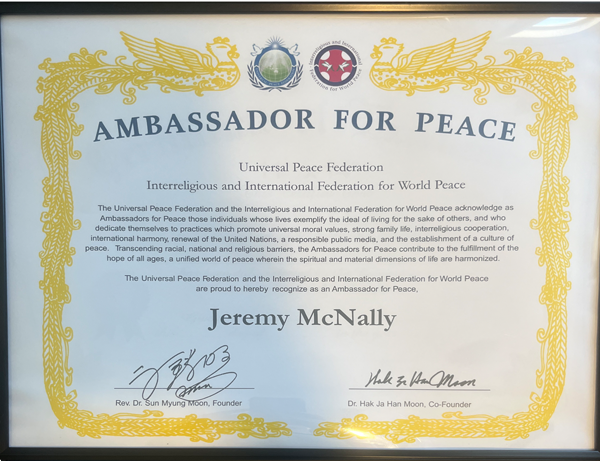 Interreligious and International
Federation for World Peace
AMBASSADOR FOR PEACE
Universal Peace Federation
Interreligious and International Federation for World Peace
The Universal Peace Federation and the Interreligious and International Federation for World Peace acknowledge as
Ambassadors for Peace those individuals whose lives exemplify the ideal of living for the sake of others, and who
dedicate themselves to practices which promote universal moral values, strong family life, interreligious cooperation,
international harmony, renewal of the United Nations, a responsible public media, and the establishment of a culture of
peace. Transcending racial, national and religious barriers, the Ambassadors for Peace contribute to the fulfillment of the
hope of all ages, a unified world of peace wherein the spiritual and material dimensions of life are harmonized.
The Universal Peace Federation and the Interreligious and International Federation for World Peace
are proud to hereby recognize as an Ambassador for Peace,
Jeremy McNally
Moon
Hak Ja Han Moon
Rev. Dr. Sun Myung Moon, Founder
Dr. Hak Ja Han Moon, Co-Founder